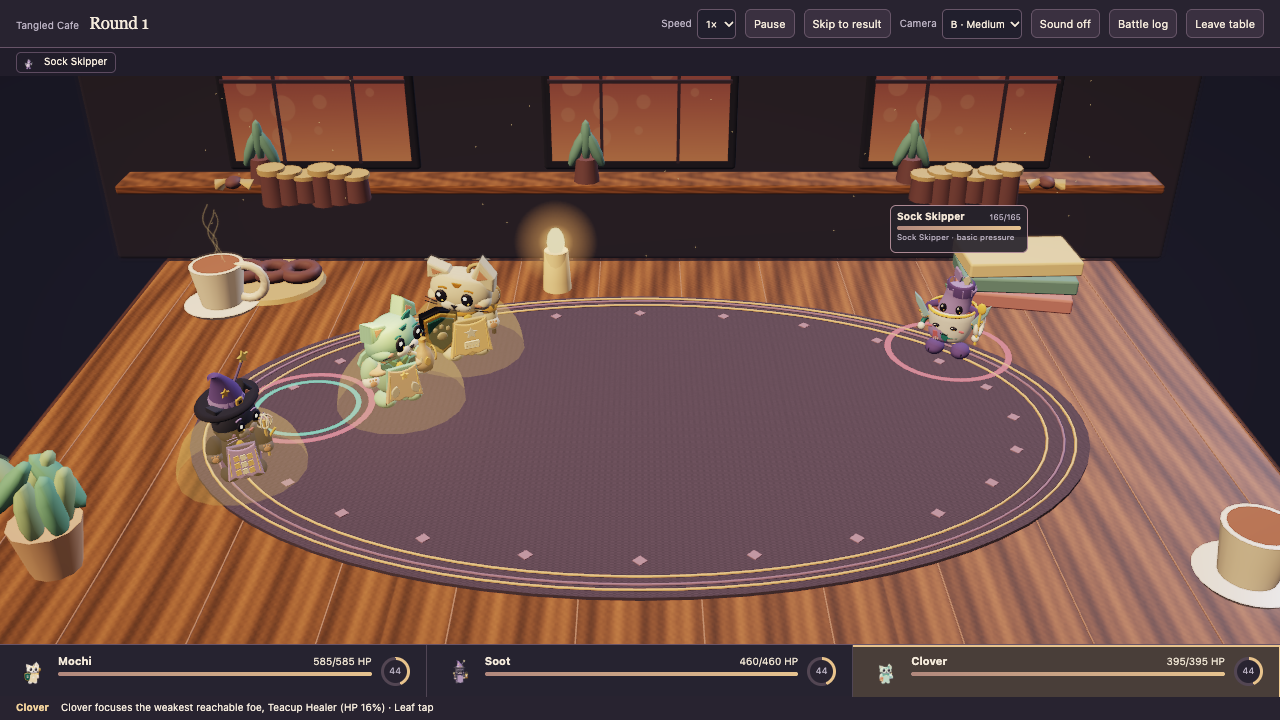 Tangled Cafe Round 1 Speed 1x Pause Skip to result Camera B · Medium Sound off Battle log Leave table
Sock Skipper
Sock Skipper 165/165
Sock Skipper · basic pressure
Mochi 585/585 HP 44 Soot 460/460 HP 44 Clover 395/395 HP 44
Clover Clover focuses the weakest reachable foe, Teacup Healer (HP 16%) · Leaf tap